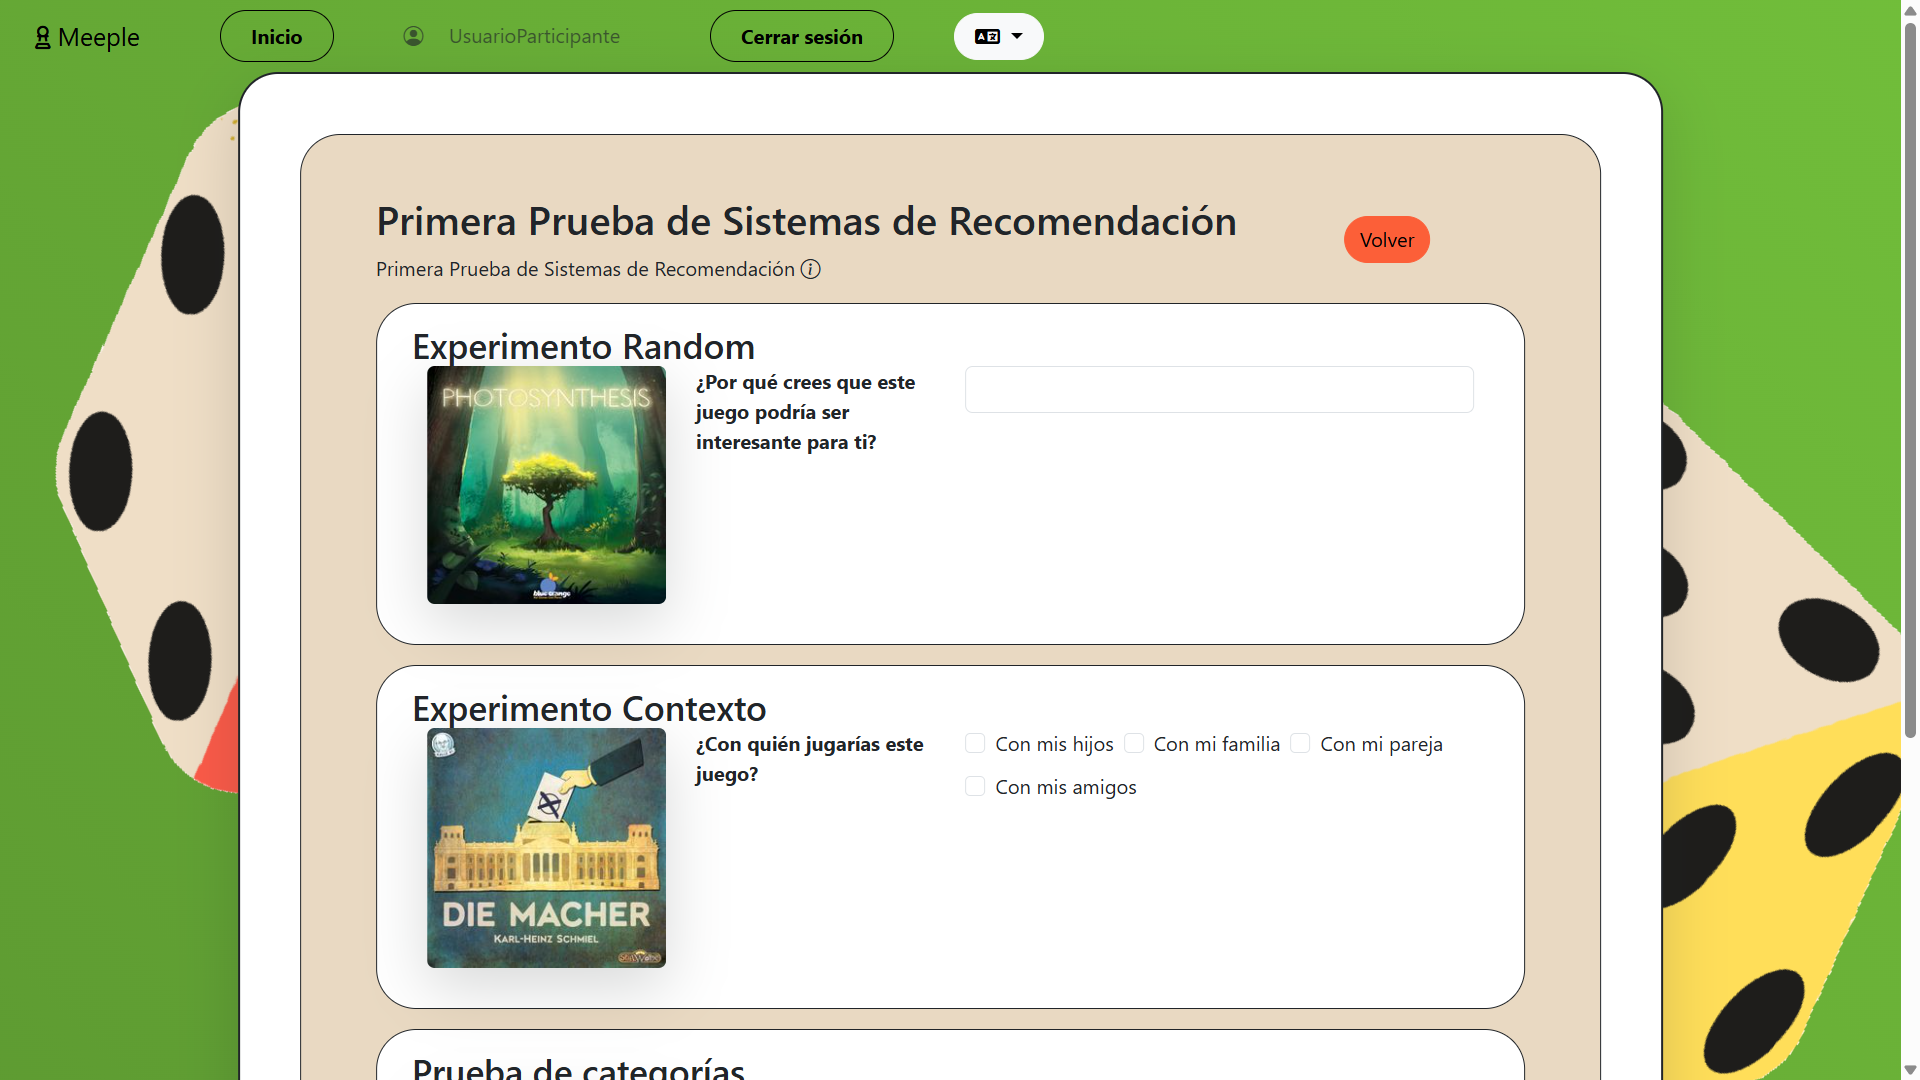 Meeple
Inicio
UsuarioParticipante
Cerrar sesión
Primera Prueba de Sistemas de Recomendación
Volver
Primera Prueba de Sistemas de Recomendación
Experimento Random
PHOTOSYNTHESIS
blue orange
¿Por qué crees que este
juego podría ser
interesante para ti?
Experimento Contexto
DIE MACHER
KARL-HEINZ SCHMIEL
¿Con quién jugarías este
juego?
Con mis hijos
Con mi familia
Con mi pareja
Con mis amigos
Prueba de categorías